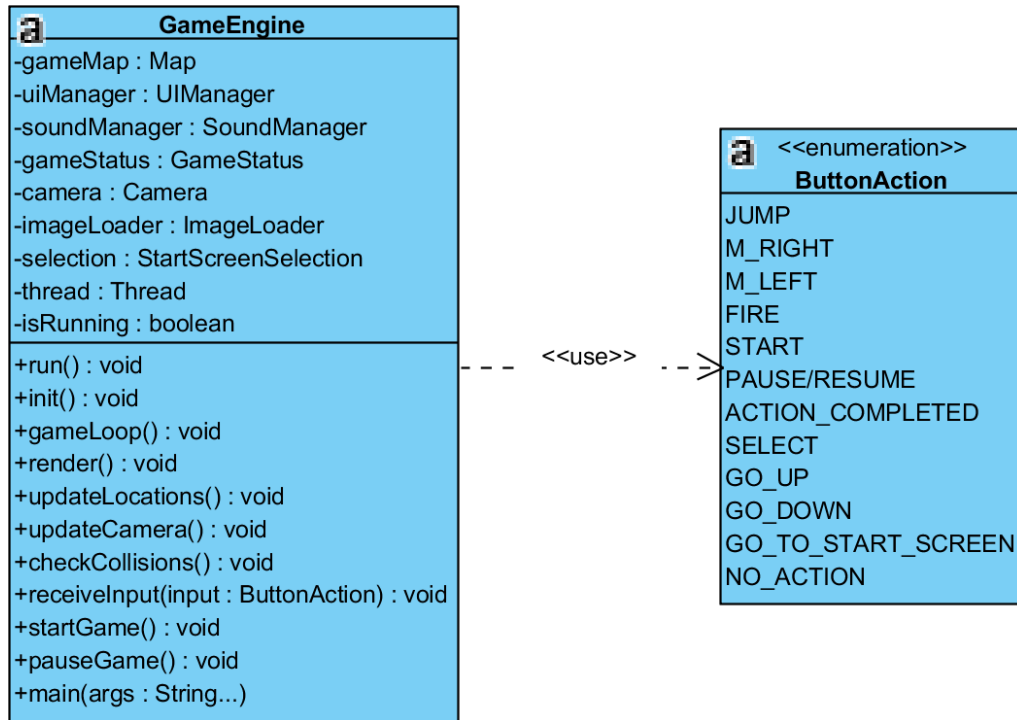 GameEngine
-gameMap : Map
-uiManager : UIManager
-soundManager : SoundManager
-gameStatus : GameStatus
-camera : Camera
-imageLoader : ImageLoader
-selection : StartScreenSelection
-thread : Thread
-isRunning : boolean
+run() : void
+init() : void
+gameLoop() : void
+render() : void
+updateLocations() : void
+updateCamera() : void
+checkCollisions() : void
+receiveInput(input : ButtonAction) : void
+startGame() : void
+pauseGame() : void
+main(args : String...)
<<use>>
<<enumeration>>
ButtonAction
JUMP
M_RIGHT
M_LEFT
FIRE
START
PAUSE/RESUME
ACTION_COMPLETED
SELECT
GO_UP
GO_DOWN
GO_TO_START_SCREEN
NO_ACTION